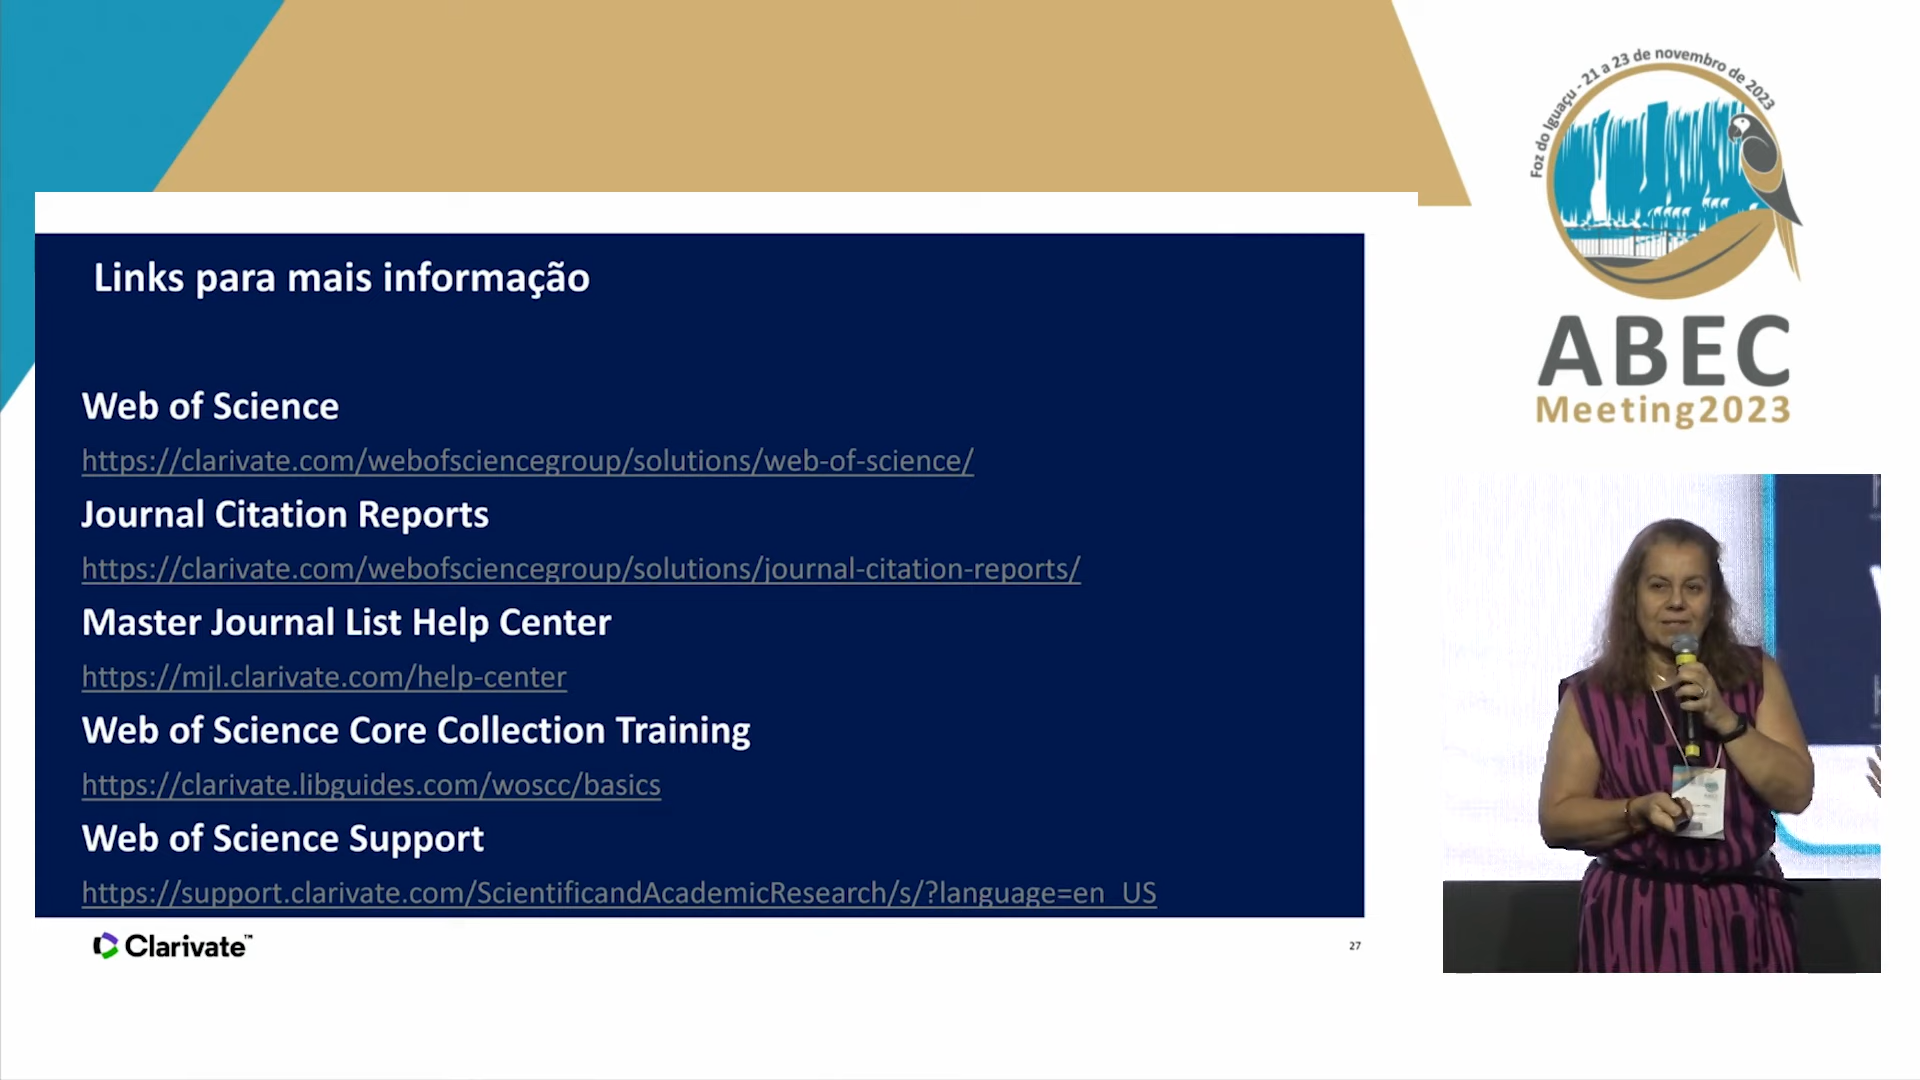 Foz do Iguaçu - 21 a 23 de novembro de 2023
ABEC
Meeting2023
Links para mais informação
Web of Science
https://clarivate.com/webofsciencegroup/solutions/web-of-science/
Journal Citation Reports
https://clarivate.com/webofsciencegroup/solutions/journal-citation-reports/
Master Journal List Help Center
https://mjl.clarivate.com/help-center
Web of Science Core Collection Training
https://clarivate.libguides.com/woscc/basics
Web of Science Support
https://support.clarivate.com/ScientificandAcademicResearch/s/?language=en_US
Clarivate™
27
ABEC